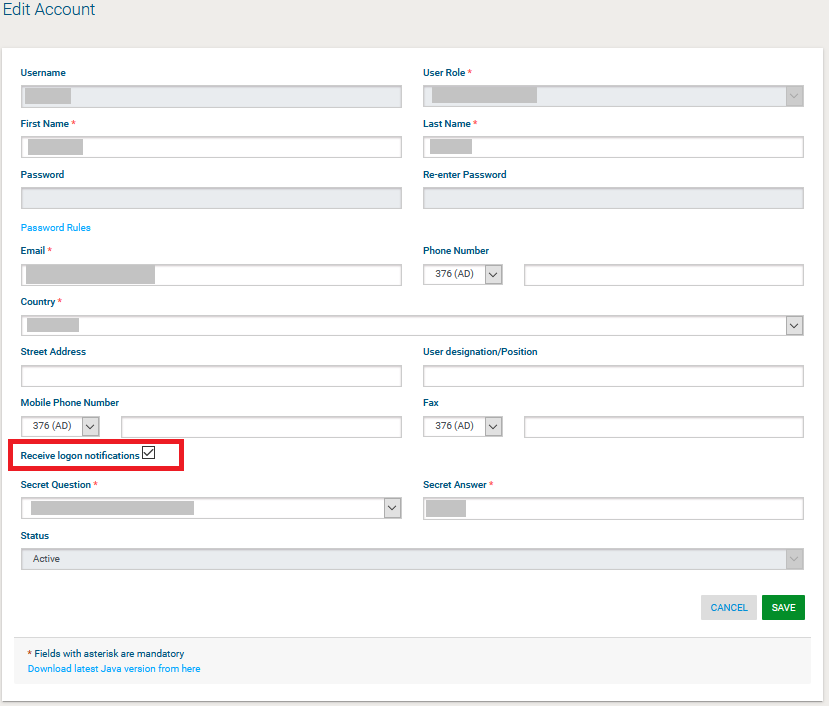 Edit Account
Username
User Role *
First Name *
Last Name *
Password
Re-enter Password
Password Rules
Email *
Phone Number
376 (AD)
Country *
Street Address
User designation/Position
Mobile Phone Number
Fax
376 (AD)
376 (AD)
Receive logon notifications
Secret Question *
Secret Answer *
Status
Active
CANCEL
SAVE
* Fields with asterisk are mandatory
Download latest Java version from here